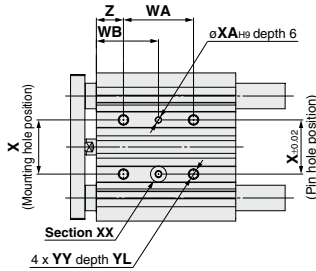 Z
WA
WB
øXAH9 depth 6
X
(Mounting hole position)
X±0.02
(Pin hole position)
Section XX
4 x YY depth YL